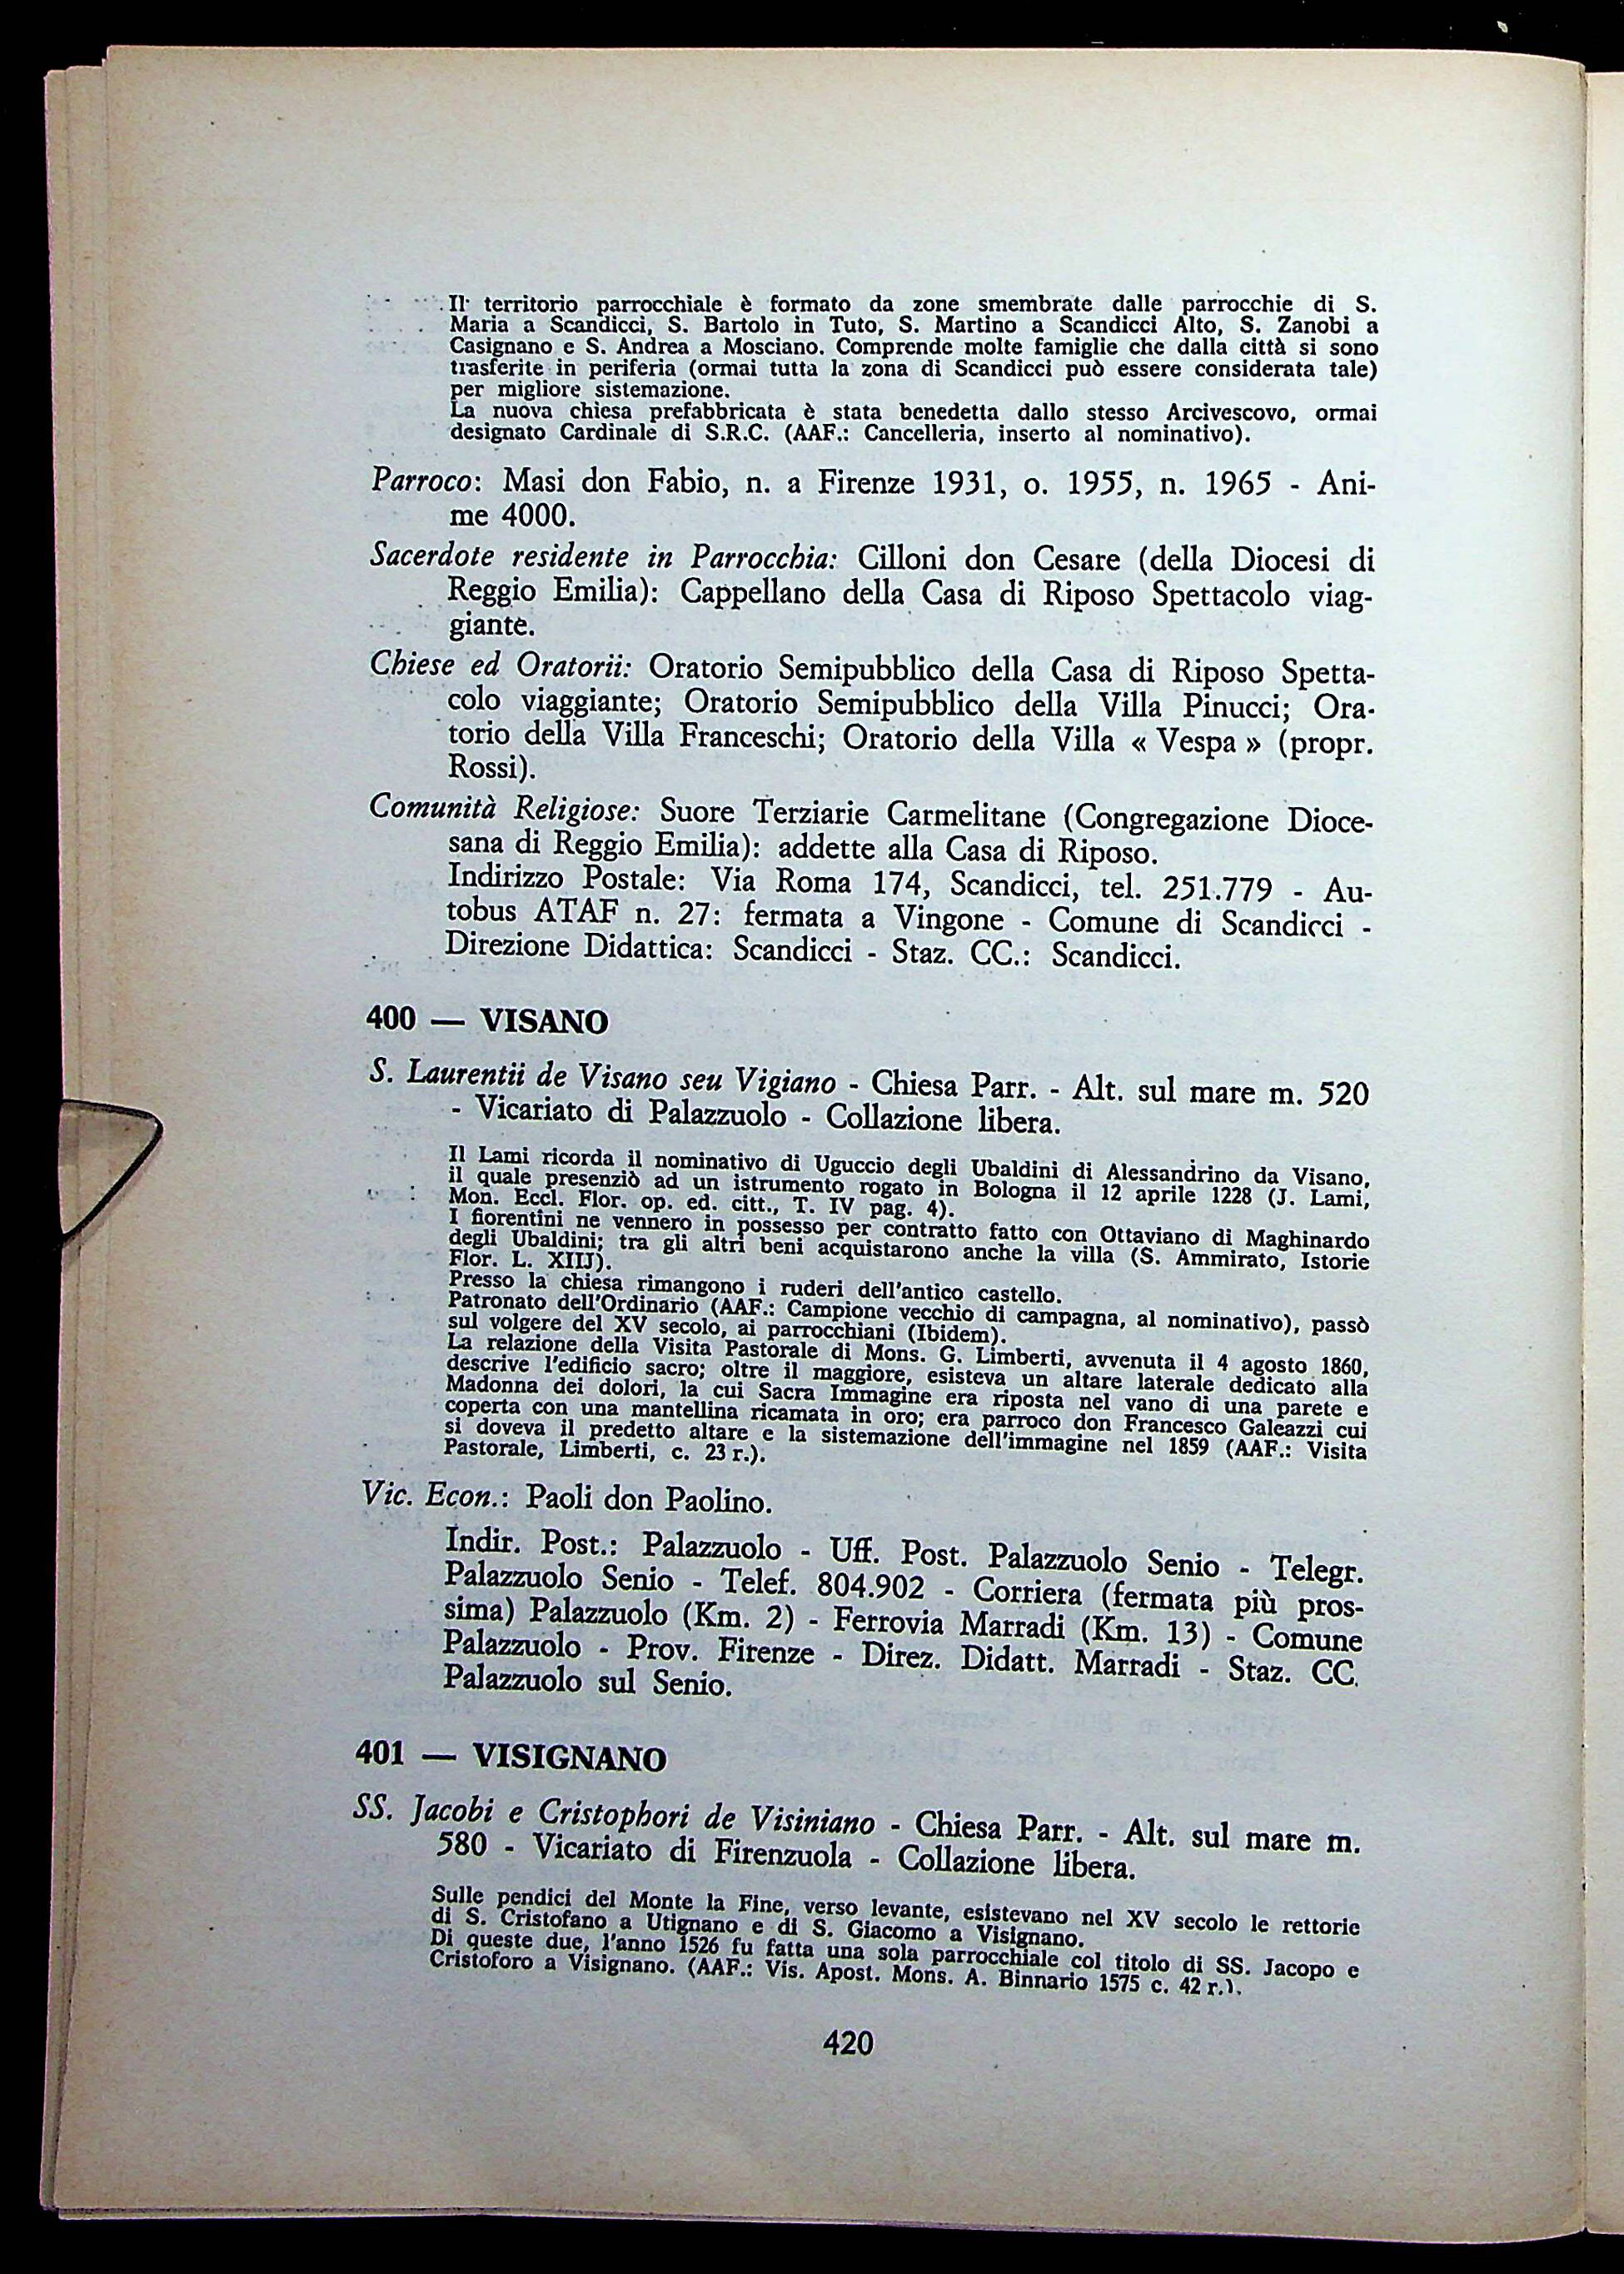 Il territorio parrocchiale è formato da zone smembrate dalle parrocchie di S.
Maria a Scandicci, S. Bartolo in Tuto, S. Martino a Scandicci Alto, S. Zanobi a
Casignano e S. Andrea a Mosciano. Comprende molte famiglie che dalla città si sono
trasferite in periferia (ormai tutta la zona di Scandicci può essere considerata tale)
per migliore sistemazione.
La nuova chiesa prefabbricata è stata benedetta dallo stesso Arcivescovo, ormai
designato Cardinale di S.R.C. (AAF.: Cancelleria, inserto al nominativo).
Parroco: Masi don Fabio, n. a Firenze 1931, o. 1955, n. 1965 - Ani-
me 4000.
Sacerdote residente in Parrocchia: Cilloni don Cesare (della Diocesi di
Reggio Emilia): Cappellano della Casa di Riposo Spettacolo viag-
giante.
Chiese ed Oratorii: Oratorio Semipubblico della Casa di Riposo Spetta-
colo viaggiante; Oratorio Semipubblico della Villa Pinucci; Ora-
torio della Villa Franceschi; Oratorio della Villa « Vespa » (propr.
Rossi).
Comunità Religiose: Suore Terziarie Carmelitane (Congregazione Dioce-
sana di Reggio Emilia): addette alla Casa di Riposo.
Indirizzo Postale: Via Roma 174, Scandicci, tel. 251.779 - Au-
tobus ATAF n. 27: fermata a Vingone - Comune di Scandicci -
Direzione Didattica: Scandicci - Staz. CC.: Scandicci.
400 — VISANO
S. Laurentii de Visano seu Vigiano - Chiesa Parr. - Alt. sul mare m. 520
- Vicariato di Palazzuolo - Collazione libera.
Il Lami ricorda il nominativo di Uguccio degli Ubaldini di Alessandrino da Visano,
il quale presenziò ad un istrumento rogato in Bologna il 12 aprile 1228 (J. Lami,
Mon. Eccl. Flor. op. ed. citt., T. IV pag. 4).
I fiorentini ne vennero in possesso per contratto fatto con Ottaviano di Maghinardo
degli Ubaldini; tra gli altri beni acquistarono anche la villa (S. Ammirato, Istorie
Flor. L. XIIJ).
Presso la chiesa rimangono i ruderi dell'antico castello.
Patronato dell'Ordinario (AAF.: Campione vecchio di campagna, al nominativo), passò
sul volgere del XV secolo, ai parrocchiani (Ibidem).
La relazione della Visita Pastorale di Mons. G. Limberti, avvenuta il 4 agosto 1860,
descrive l'edificio sacro; oltre il maggiore, esisteva un altare laterale dedicato alla
Madonna dei dolori, la cui Sacra Immagine era riposta nel vano di una parete e
coperta con una mantellina ricamata in oro; era parroco don Francesco Galeazzi cui
si doveva il predetto altare e la sistemazione dell'immagine nel 1859 (AAF.: Visita
Pastorale, Limberti, c. 23 r.).
Vic. Econ.: Paoli don Paolino.
Indir. Post.: Palazzuolo - Uff. Post. Palazzuolo Senio - Telegr.
Palazzuolo Senio - Telef. 804.902 - Corriera (fermata più pros-
sima) Palazzuolo (Km. 2) - Ferrovia Marradi (Km. 13) - Comune
Palazzuolo - Prov. Firenze - Direz. Didatt. Marradi - Staz. CC.
Palazzuolo sul Senio.
401 — VISIGNANO
SS. Jacobi e Cristophori de Visiniano - Chiesa Parr. - Alt. sul mare m.
580 - Vicariato di Firenzuola - Collazione libera.
Sulle pendici del Monte la Fine, verso levante, esistevano nel XV secolo le rettorie
di S. Cristofano a Utignano e di S. Giacomo a Visignano.
Di queste due, l'anno 1526 fu fatta una sola parrocchiale col titolo di SS. Jacopo e
Cristoforo a Visignano. (AAF.: Vis. Apost. Mons. A. Binnario 1575 c. 42 r.).
420